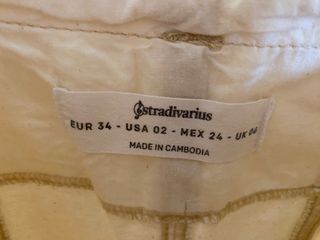 Stradivarius
EUR 34 - USA 02 - MEX 24 - UK 06
MADE IN CAMBODIA